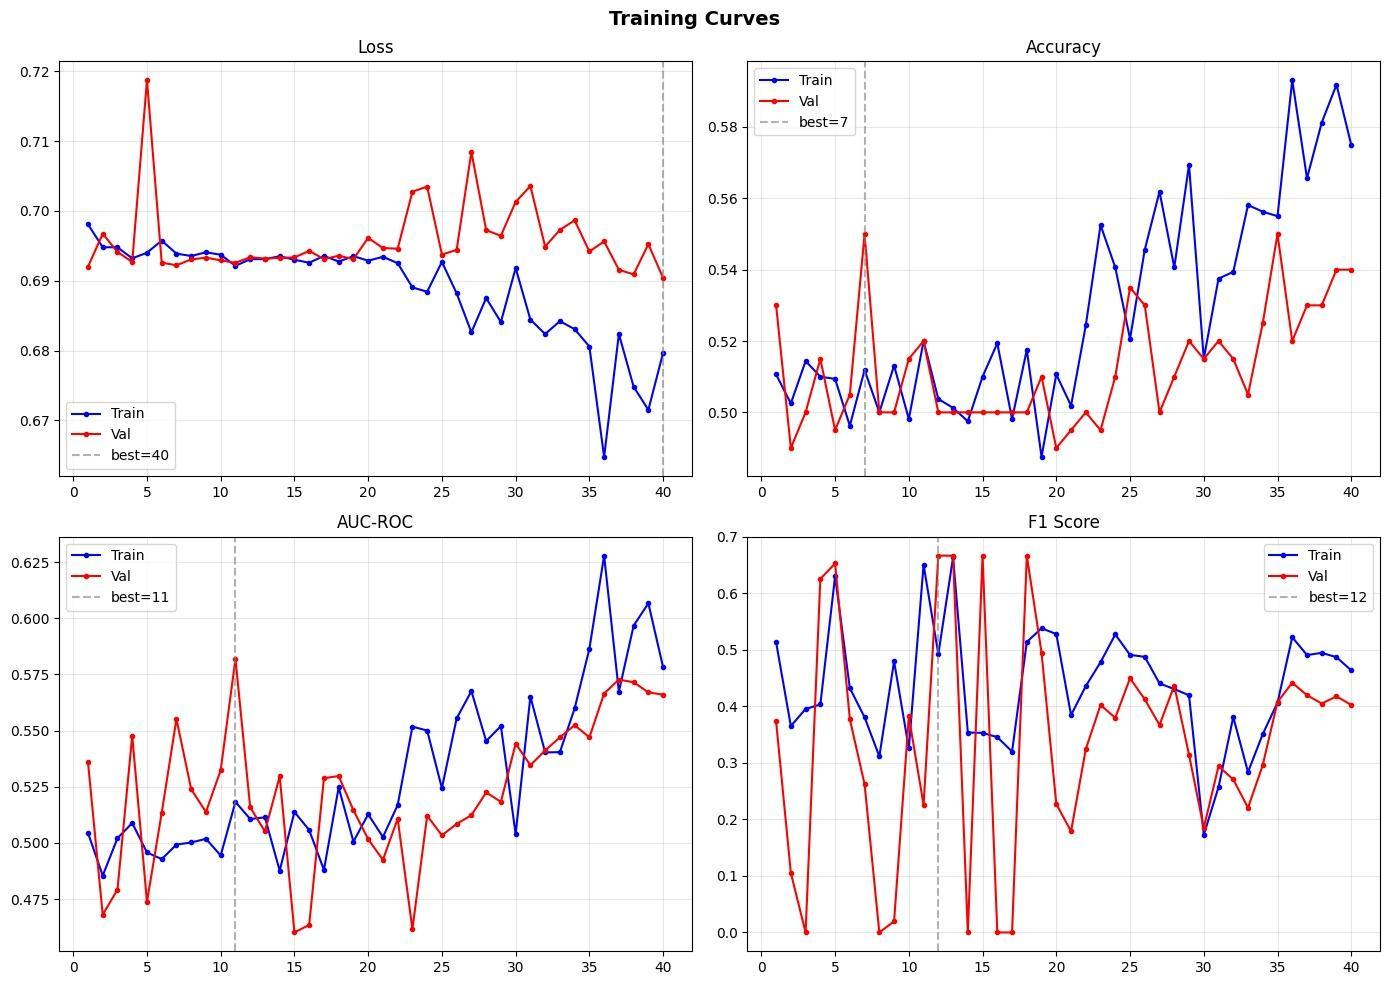 Training Curves
Loss
0.72
0.71
0.70
0.69
0.68
0.67
Train
Val
best=40
0 5 10 15 20 25 30 35 40
Accuracy
0.58
0.56
0.54
0.52
0.50
Train
Val
best=7
0 5 10 15 20 25 30 35 40
AUC-ROC
0.625
0.600
0.575
0.550
0.525
0.500
0.475
Train
Val
best=11
0 5 10 15 20 25 30 35 40
F1 Score
0.7
0.6
0.5
0.4
0.3
0.2
0.1
0.0
Train
Val
best=12
0 5 10 15 20 25 30 35 40